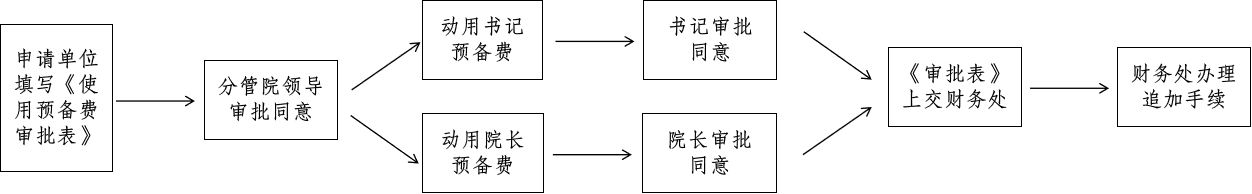 申请单位
填写《使
用预备费
审批表》
分管院领导
审批同意
动用书记
预备费
书记审批
同意
动用院长
预备费
院长审批
同意
《审批表》
上交财务处
财务处办理
追加手续